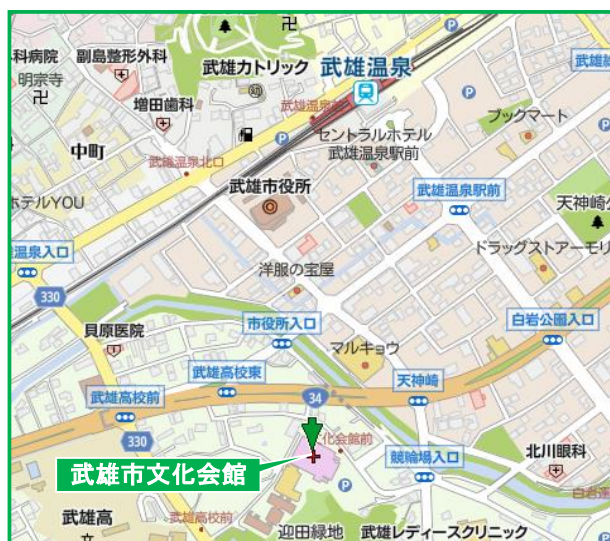 科病院
副島整形外科
明宗寺
増田歯科
武雄カトリック
武雄温泉
武雄温泉前
中町
武雄温泉北口
セントラルホテル
武雄温泉駅前
ブックマート
ホテルYOU
武雄市役所
武雄温泉駅前
天神崎公
温泉入口
洋服の宝屋
ドラッグストアーモリ
330
貝原医院
市役所入口
白岩公園入口
マルキョウ
武雄高校東
武雄高校前
34
天神崎
330
化会館前
武雄市文化会館
競輪場入口
北川眼科
武雄高
武雄高校前
迎田緑地
武雄レディースクリニック